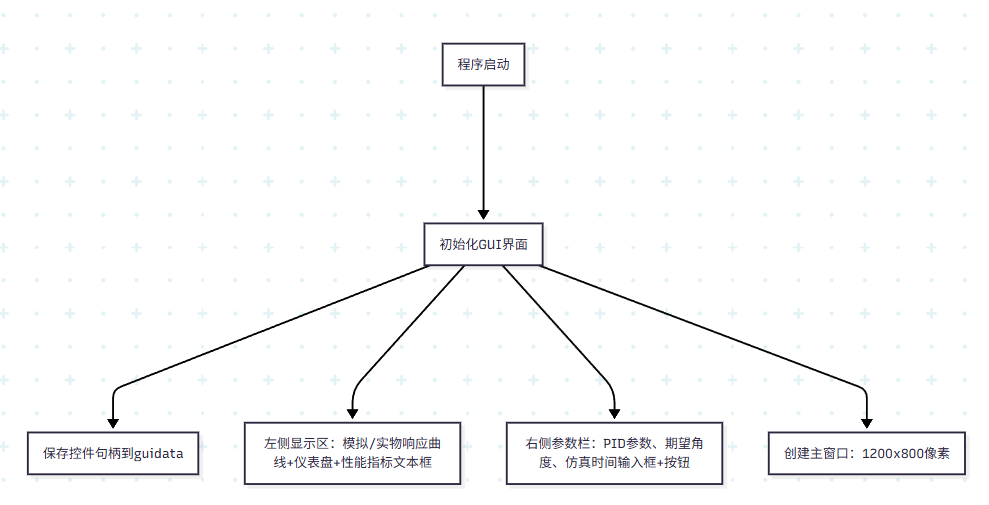 程序启动
初始化GUI界面
保存控件句柄到guidata
左侧显示区：模拟/实物响应曲
线+仪表盘+性能指标文本框
右侧参数栏：PID参数、期望角
度、仿真时间输入框+按钮
创建主窗口：1200x800像素